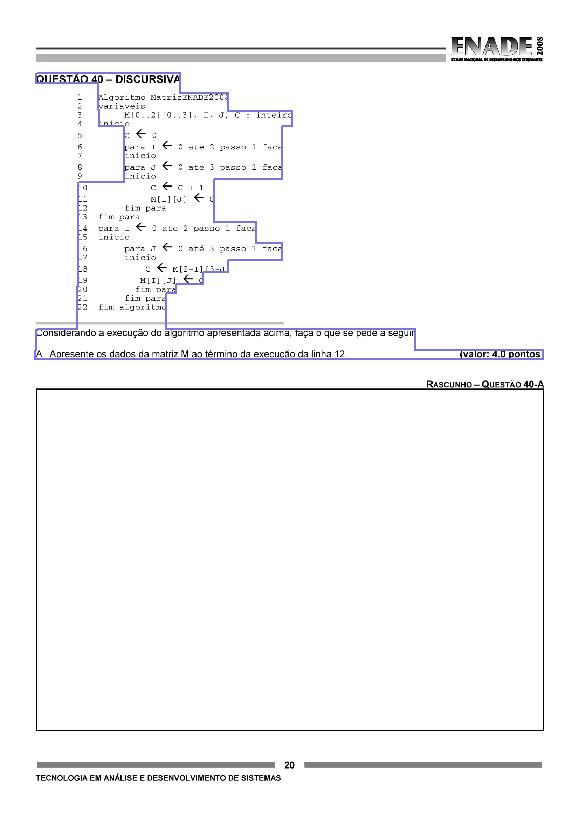 ENADE 2008
EXAME NACIONAL DE DESEMPENHO DOS ESTUDANTES
QUESTÃO 40 – DISCURSIVA
1 Algoritmo MatrizENADE2008
2 variaveis
3 M[0..2][0..3], I, J, C : inteiro
4 inicio
5 C ← 0
6 para I ← 0 ate 2 passo 1 faca
7 inicio
8 para J ← 0 até 3 passo 1 faca
9 inicio
10 C ← C + 1
11 M[I][J] ← C
12 fim para
13 fim para
14 para I ← 0 ate 2 passo 1 faca
15 inicio
16 para J ← 0 até 3 passo 1 faca
17 inicio
18 C ← M[2-I][3-J]
19 M[I][J] ← C
20 fim para
21 fim para
22 fim algoritmo
Considerando a execução do algoritmo apresentada acima, faça o que se pede a seguir.
A Apresente os dados da matriz M ao término da execução da linha 12. (valor: 4,0 pontos)
RASCUNHO – QUESTÃO 40-A
20
TECNOLOGIA EM ANÁLISE E DESENVOLVIMENTO DE SISTEMAS